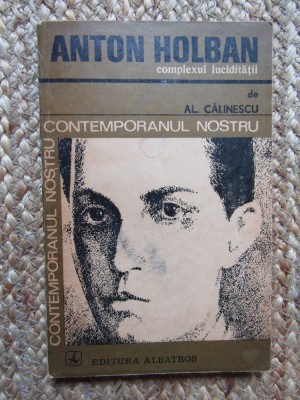 ANTON HOLBAN
complexul lucidității
de
AL. CĂLINESCU
CONTEMPORANUL NOSTRU
CONTEMPORANUL NOSTRU
EDITURA ALBATROS